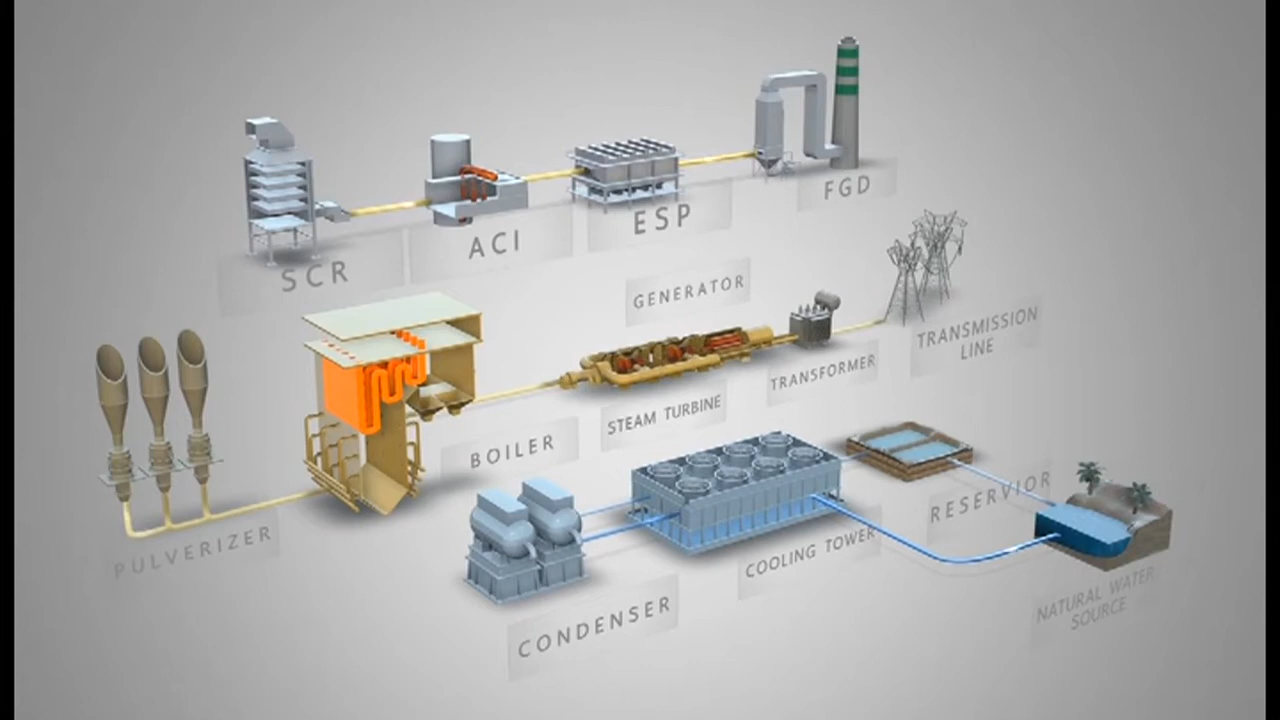 FGD
ESP
ACI
SCR
GENERATOR
TRANSMISSION
LINE
TRANSFORMER
STEAM TURBINE
BOILER
PULVERIZER
RESERVIOR
COOLING TOWER
NATURAL WATER
SOURCE
CONDENSER